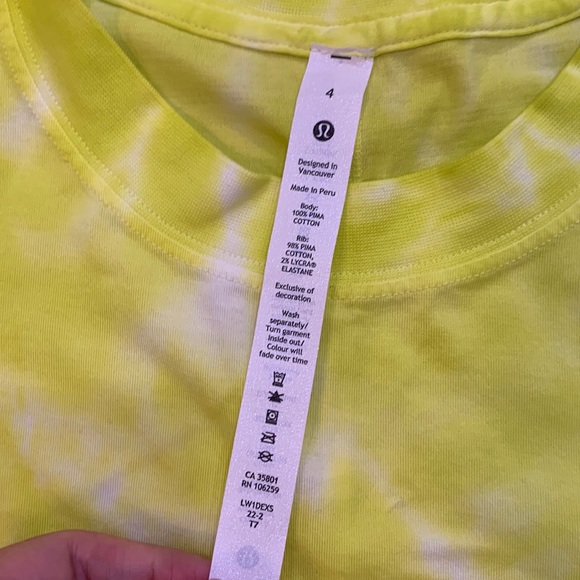 4
Designed in
Vancouver
Made in Peru
Body:
100% PIMA
COTTON
Rib:
98% PIMA
COTTON,
2% LYCRA®
ELASTANE
Exclusive of
decoration
Wash
separately/
Turn garment
inside out/
Colour will
fade over time
CA 35801
RN 106259
LW1DEXS
22-2
T7